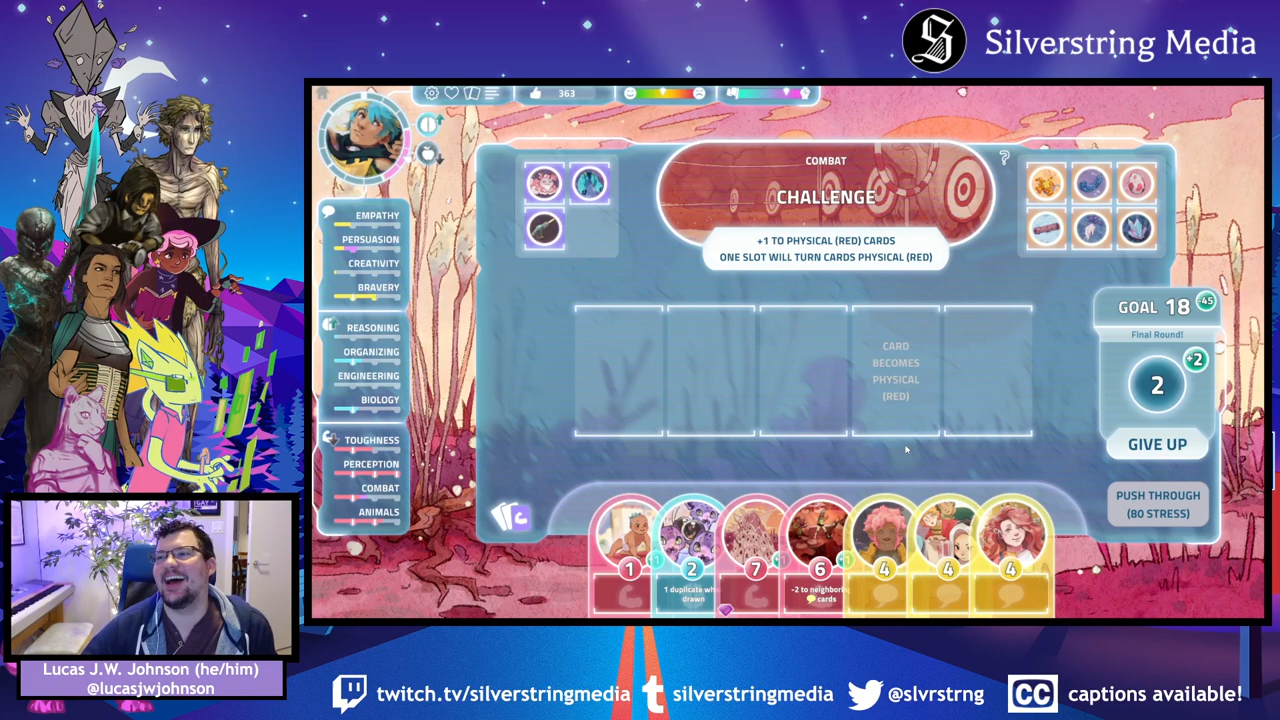 Silverstring Media
363
COMBAT
CHALLENGE
+1 TO PHYSICAL (RED) CARDS
ONE SLOT WILL TURN CARDS PHYSICAL (RED)
?
EMPATHY
PERSUASION
CREATIVITY
BRAVERY
REASONING
ORGANIZING
ENGINEERING
BIOLOGY
TOUGHNESS
PERCEPTION
COMBAT
ANIMALS
CARD
BECOMES
PHYSICAL
(RED)
GOAL 18 -45
Final Round!
+2
2
GIVE UP
PUSH THROUGH
(80 STRESS)
1 2 7 6 4 4 4
1 duplicate
drawn
-2 to neighboring
cards
Lucas J.W. Johnson (he/him)
@lucasjwjohnson
twitch.tv/silverstringmedia
silverstringmedia
@slvrstrng
CC captions available!